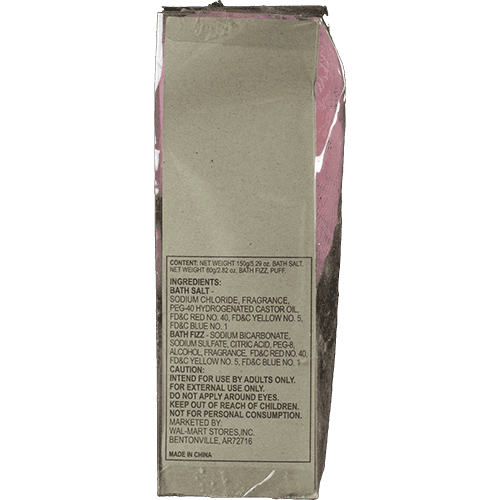 CONTENT: NET WEIGHT 150g/5.29 oz. BATH SALT.
NET WEIGHT 80g/2.82 oz, BATH FIZZ, PUFF.
INGREDIENTS:
BATH SALT -
SODIUM CHLORIDE, FRAGRANCE,
PEG-40 HYDROGENATED CASTOR OIL,
FD&C RED NO. 40, FD&C YELLOW NO. 5,
FD&C BLUE NO. 1
BATH FIZZ - SODIUM BICARBONATE,
SODIUM SULFATE, CITRIC ACID, PEG-8,
ALCOHOL, FRAGRANCE, FD&C RED NO. 40,
FD&C YELLOW NO. 5, FD&C BLUE NO. 1
CAUTION:
INTEND FOR USE BY ADULTS ONLY.
FOR EXTERNAL USE ONLY.
DO NOT APPLY AROUND EYES.
KEEP OUT OF REACH OF CHILDREN.
NOT FOR PERSONAL CONSUMPTION.
MARKETED BY:
WAL-MART STORES,INC.
BENTONVILLE, AR72716
MADE IN CHINA